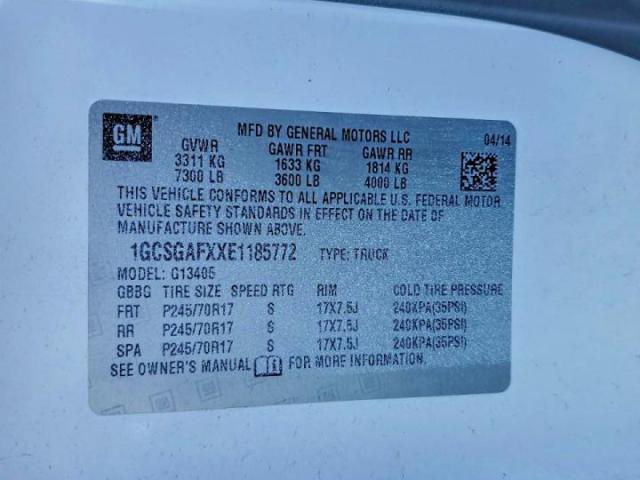 GM
MFD BY GENERAL MOTORS LLC 04/14
GVWR GAWR FRT GAWR RR
3311 KG 1633 KG 1814 KG
7300 LB 3600 LB 4000 LB
THIS VEHICLE CONFORMS TO ALL APPLICABLE U.S. FEDERAL MOTOR
VEHICLE SAFETY STANDARDS IN EFFECT ON THE DATE OF
MANUFACTURE SHOWN ABOVE.
1GCSGAFXXE1185772 TYPE: TRUCK
MODEL: G13405
GBBG TIRE SIZE SPEED RTG RIM COLD TIRE PRESSURE
FRT P245/70R17 S 17X7.5J 240KPA(35PSI)
RR P245/70R17 S 17X7.5J 240KPA(35PSI)
SPA P245/70R17 S 17X7.5J 240KPA(35PSI)
SEE OWNER'S MANUAL FOR MORE INFORMATION.